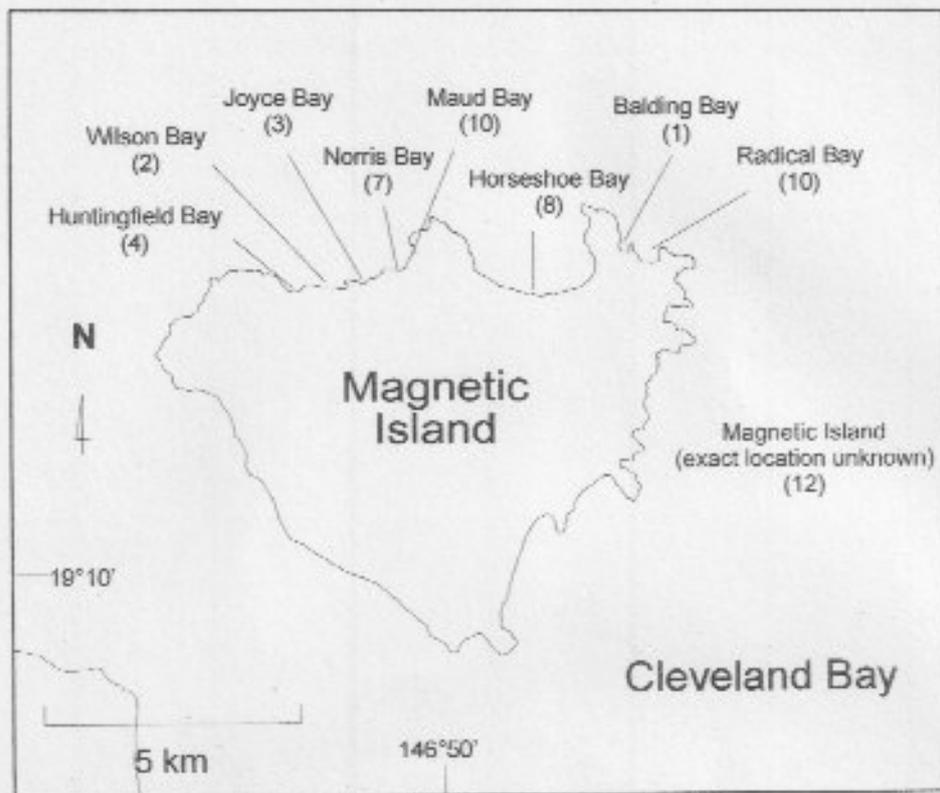 Joyce Bay
(3)
Maud Bay
(10)
Balding Bay
(1)
Wilson Bay
(2)
Norris Bay
(7)
Radical Bay
(10)
Horseshoe Bay
(8)
Huntingfield Bay
(4)
N
Magnetic
Island
Magnetic Island
(exact location unknown)
(12)
19°10'
Cleveland Bay
146°50'
5 km